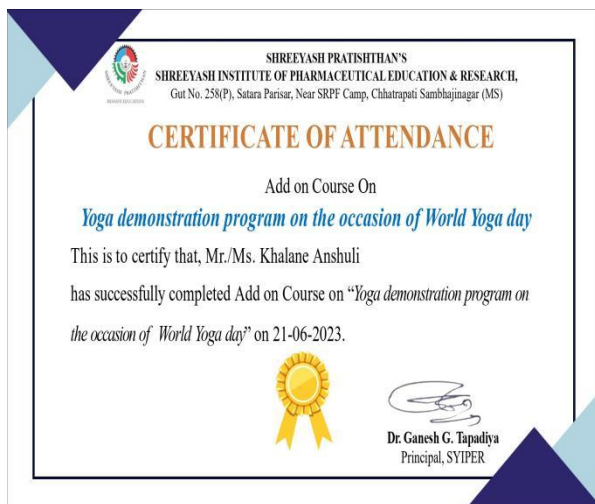 SHREEYASH PRATISHTHAN'S
SHREEYASH INSTITUTE OF PHARMACEUTICAL EDUCATION & RESEARCH,
Gut No. 258(P), Satara Parisar, Near SRPF Camp, Chhatrapati Sambhajinagar (MS)
CERTIFICATE OF ATTENDANCE
Add on Course On
Yoga demonstration program on the occasion of World Yoga day
This is to certify that, Mr./Ms. Khalane Anshuli
has successfully completed Add on Course on “Yoga demonstration program on
the occasion of World Yoga day” on 21-06-2023.
Dr. Ganesh G. Tapadiya
Principal, SYIPER